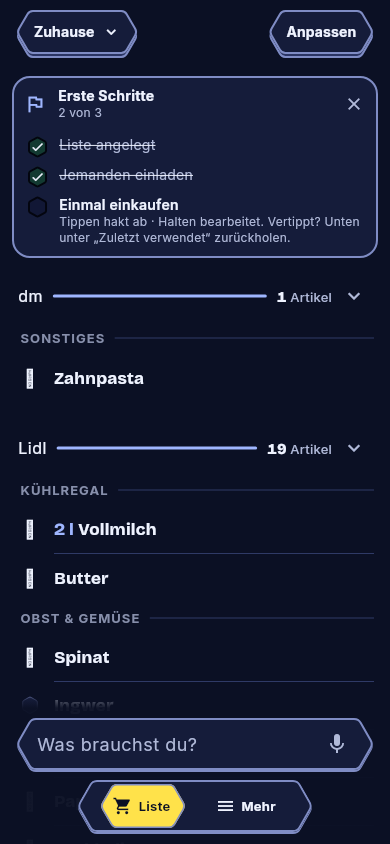 Zuhause
Anpassen
Erste Schritte
2 von 3
Liste angelegt
Jemanden einladen
Einmal einkaufen
Tippen hakt ab · Halten bearbeitet. Vertippt? Unten
unter „Zuletzt verwendet“ zurückholen.
dm
1 Artikel
SONSTIGES
Zahnpasta
Lidl
19 Artikel
KÜHLREGAL
2 l Vollmilch
Butter
OBST & GEMÜSE
Spinat
Ingwer
Was brauchst du?
Liste
Mehr